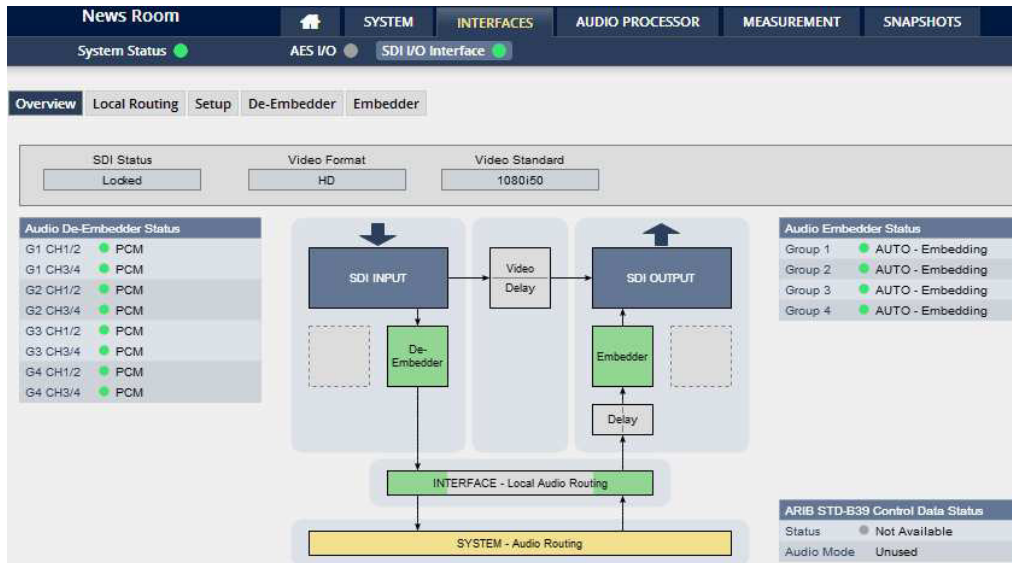 News Room
SYSTEM INTERFACES AUDIO PROCESSOR MEASUREMENT SNAPSHOTS
System Status AES I/O SDI I/O Interface
Overview Local Routing Setup De-Embedder Embedder
SDI Status Video Format Video Standard
Locked HD 1080i50
Audio De-Embedder Status
G1 CH1/2 PCM
G1 CH3/4 PCM
G2 CH1/2 PCM
G2 CH3/4 PCM
G3 CH1/2 PCM
G3 CH3/4 PCM
G4 CH1/2 PCM
G4 CH3/4 PCM
SDI INPUT
Video
Delay
SDI OUTPUT
De-
Embedder
Embedder
Delay
INTERFACE - Local Audio Routing
SYSTEM - Audio Routing
Audio Embedder Status
Group 1 AUTO - Embedding
Group 2 AUTO - Embedding
Group 3 AUTO - Embedding
Group 4 AUTO - Embedding
ARIB STD-B39 Control Data Status
Status Not Available
Audio Mode Unused